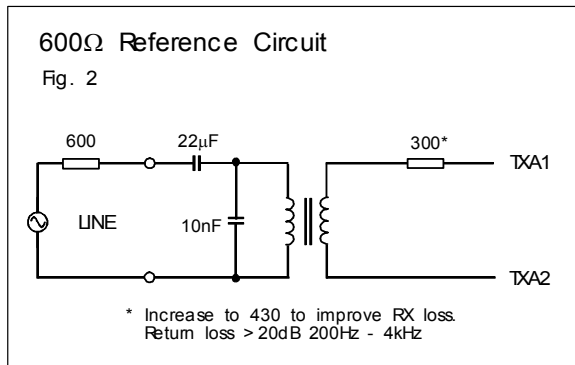 600Ω Reference Circuit
Fig. 2
600
22µF
300*
TXA1
LINE
10nF
TXA2
* Increase to 430 to improve RX loss.
Return loss > 20dB 200Hz - 4kHz